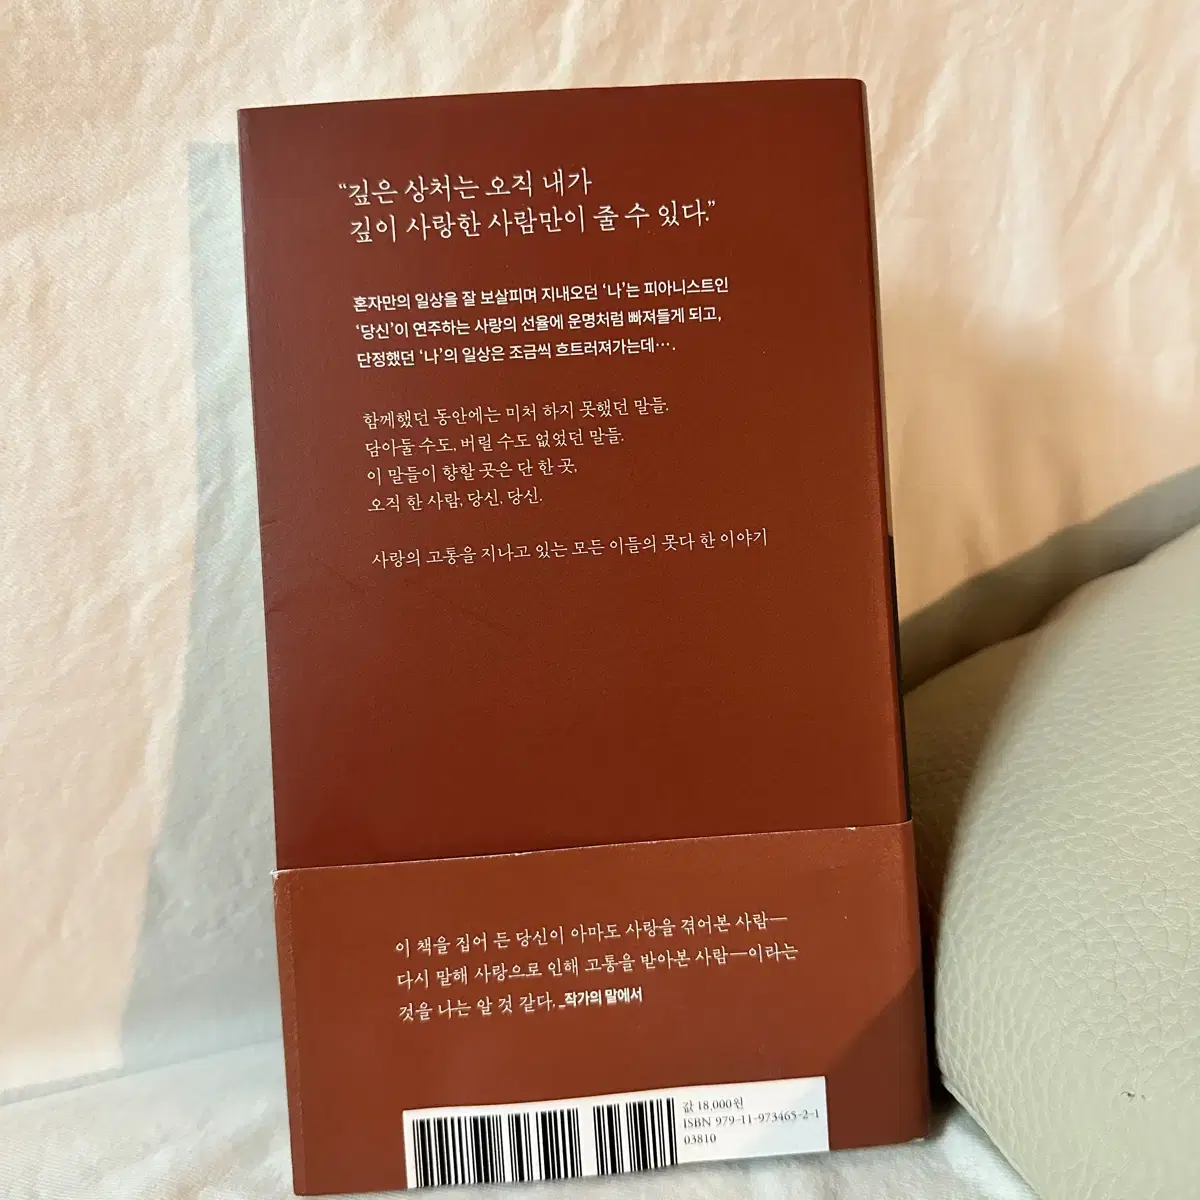 “깊은 상처는 오직 내가
깊이 사랑한 사람만이 줄 수 있다.”
혼자만의 일상을 잘 보살피며 지내오던 ‘나’는 피아니스트인
‘당신’이 연주하는 사랑의 선율에 운명처럼 빠져들게 되고,
단정했던 ‘나’의 일상은 조금씩 흐트러져가는데….
함께했던 동안에는 미처 하지 못했던 말들.
담아둘 수도, 버릴 수도 없었던 말들.
이 말들이 향할 곳은 단 한 곳,
오직 한 사람, 당신, 당신.
사랑의 고통을 지나고 있는 모든 이들의 못다 한 이야기
이 책을 집어 든 당신이 아마도 사랑을 겪어본 사람—
다시 말해 사랑으로 인해 고통을 받아본 사람—이라는
것을 나는 알 것 같다. _작가의 말에서
값 18,000원
ISBN 979-11-973465-2-1
03810